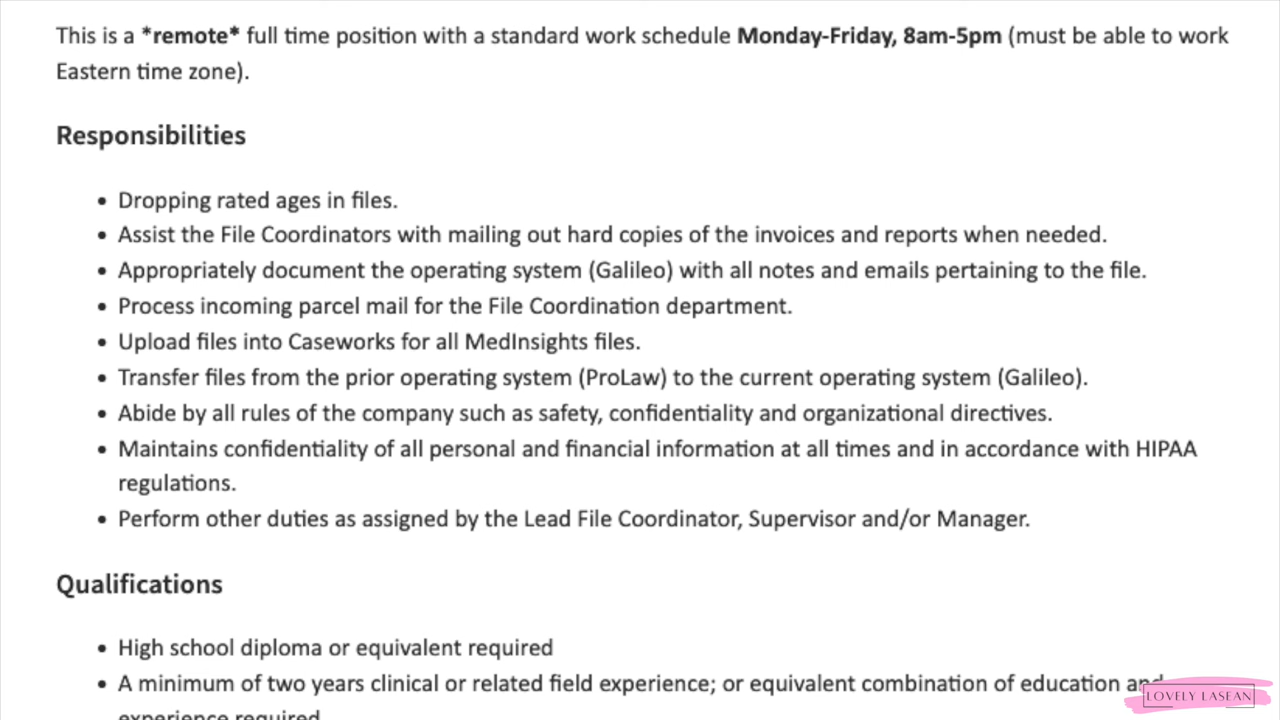 This is a *remote* full time position with a standard work schedule Monday-Friday, 8am-5pm (must be able to work
Eastern time zone).
Responsibilities
• Dropping rated ages in files.
• Assist the File Coordinators with mailing out hard copies of the invoices and reports when needed.
• Appropriately document the operating system (Galileo) with all notes and emails pertaining to the file.
• Process incoming parcel mail for the File Coordination department.
• Upload files into Caseworks for all MedInsights files.
• Transfer files from the prior operating system (ProLaw) to the current operating system (Galileo).
• Abide by all rules of the company such as safety, confidentiality and organizational directives.
• Maintains confidentiality of all personal and financial information at all times and in accordance with HIPAA
regulations.
• Perform other duties as assigned by the Lead File Coordinator, Supervisor and/or Manager.
Qualifications
• High school diploma or equivalent required
• A minimum of two years clinical or related field experience; or equivalent combination of education and
experience required
LOVELY LASEAN